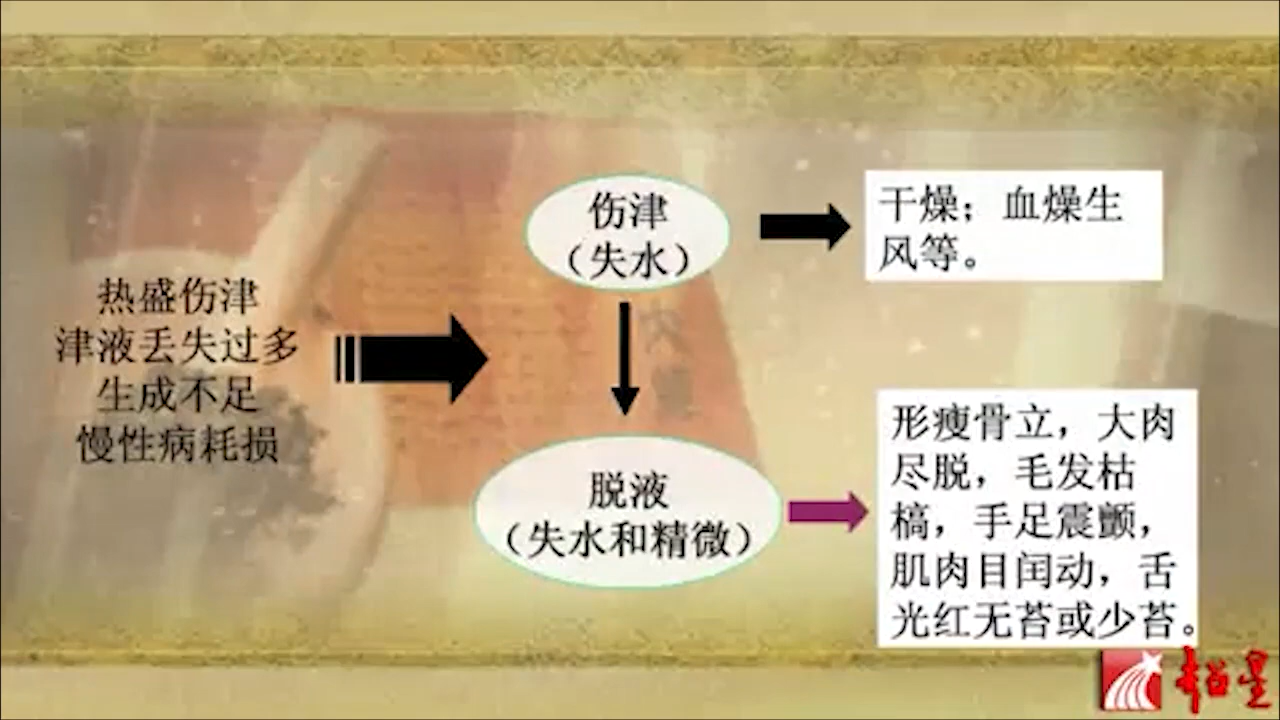 热盛伤津
津液丢失过多
生成不足
慢性病耗损
伤津
（失水）
脱液
（失水和精微）
干燥；血燥生
风等。
形瘦骨立，大肉
尽脱，毛发枯
槁，手足震颤，
肌肉目闰动，舌
光红无苔或少苔。